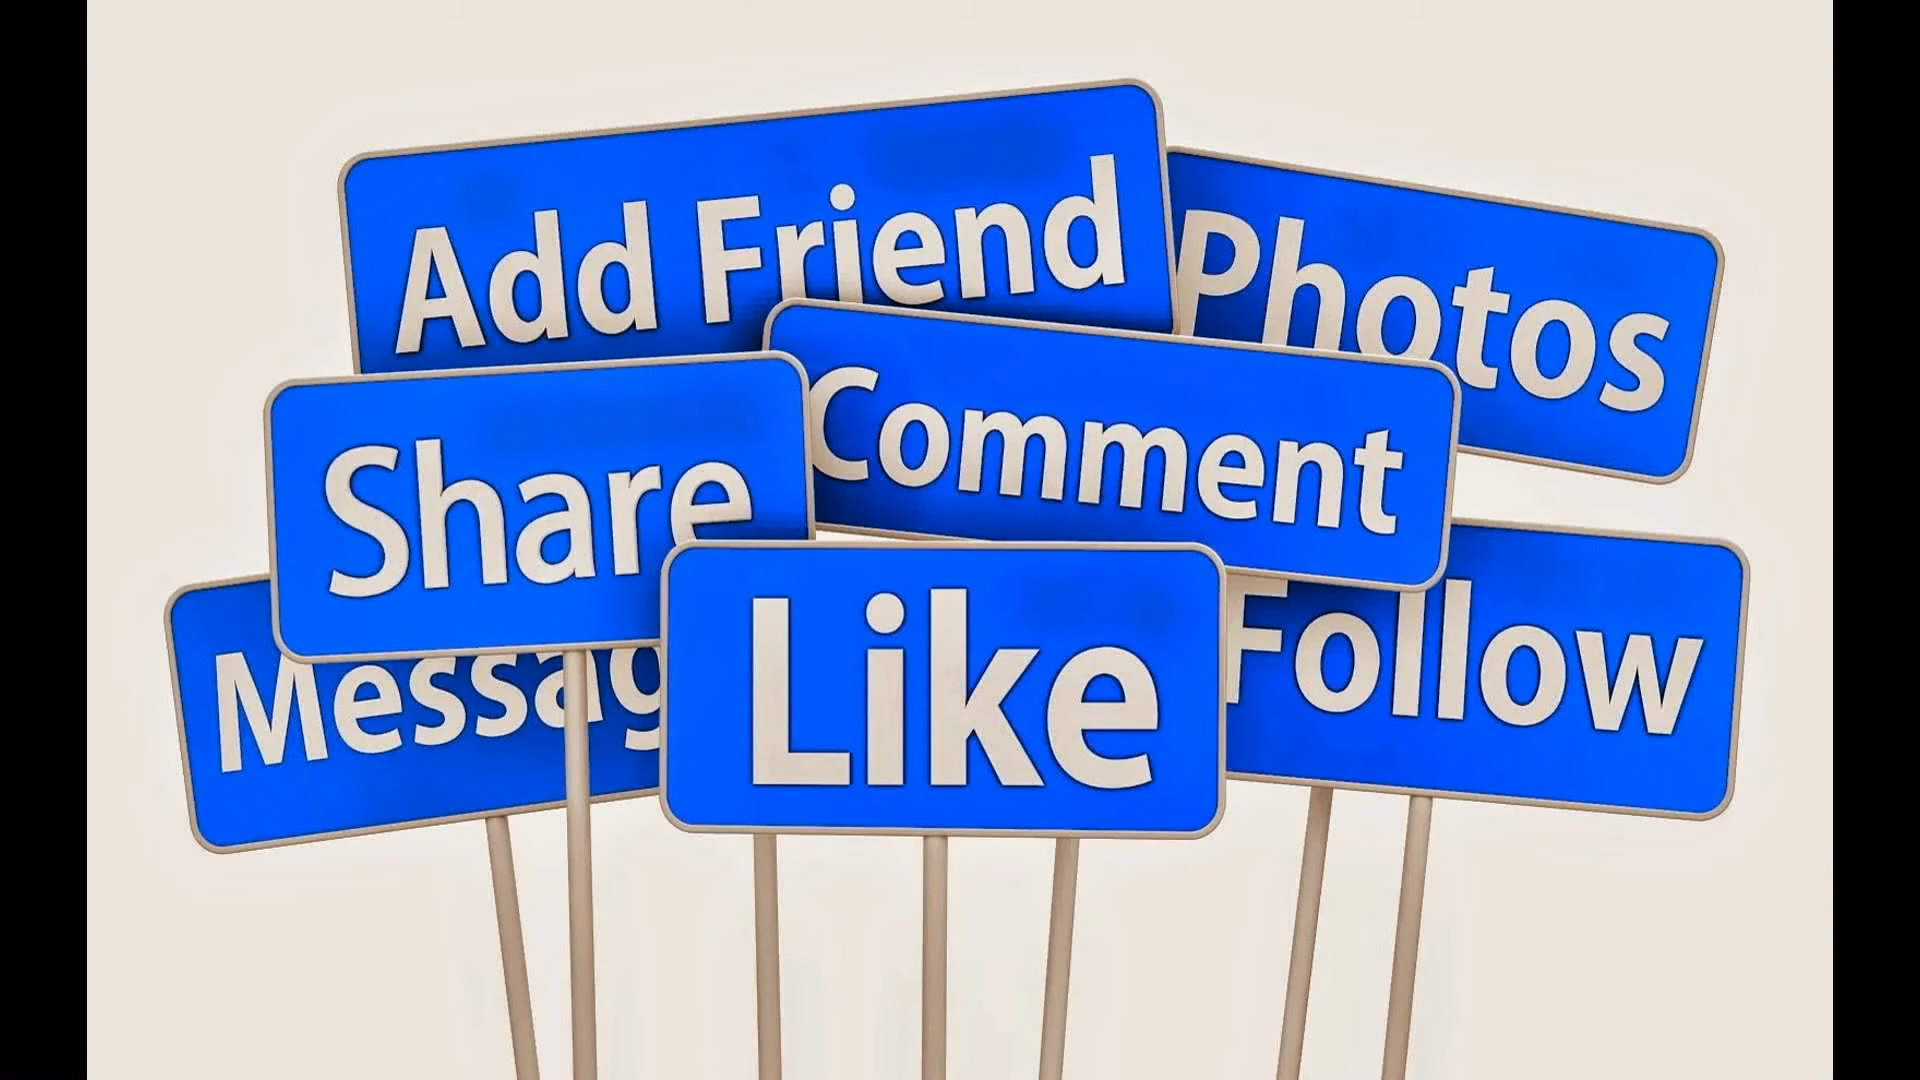 Add Friend
Photos
Comment
Share
Messag
Like
Follow